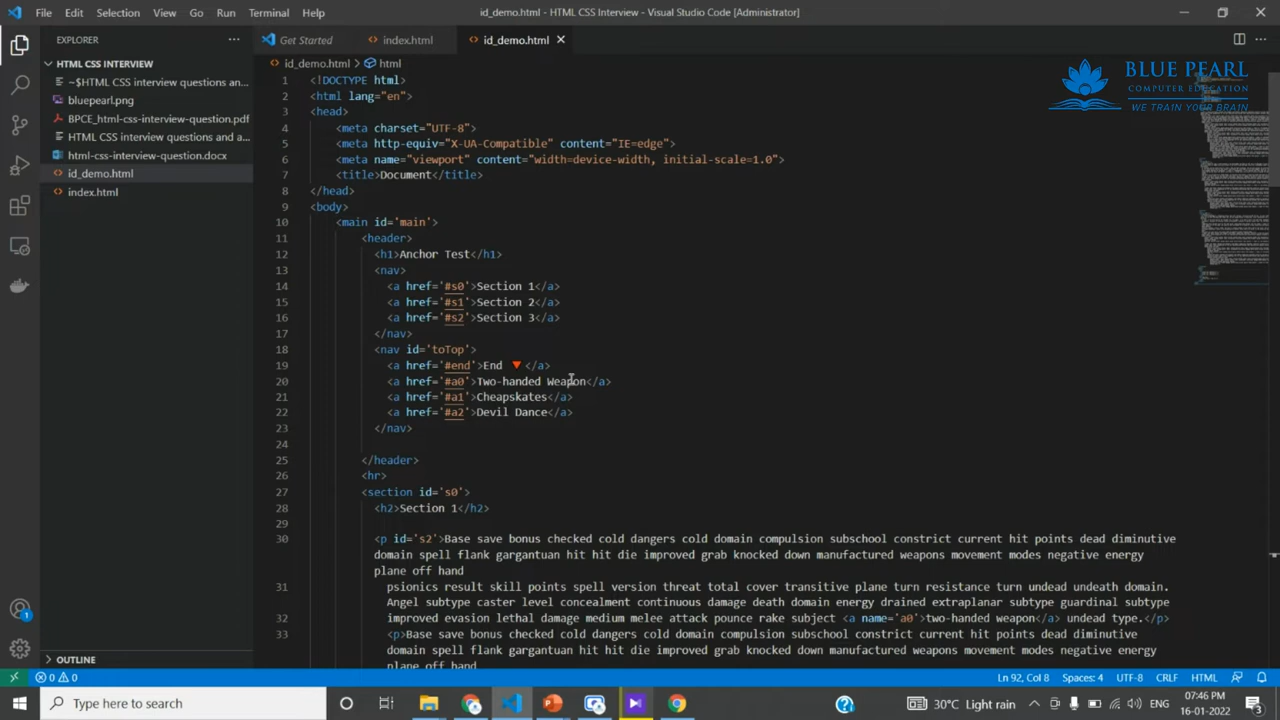 File Edit Selection View Go Run Terminal Help
id_demo.html - HTML CSS Interview - Visual Studio Code [Administrator]
EXPLORER
Get Started
index.html
id_demo.html
HTML CSS INTERVIEW
id_demo.html > html
~$HTML CSS interview questions an...
bluepearl.png
BPCE_html-css-interview-question.pdf
HTML CSS interview questions and a...
html-css-interview-question.docx
id_demo.html
index.html
BLUE PEARL
COMPUTER EDUCATION
WE TRAIN YOUR BRAIN
1 <!DOCTYPE html>
2 <html lang="en">
3 <head>
4 <meta charset="UTF-8">
5 <meta http-equiv="X-UA-Compatible" content="IE=edge">
6 <meta name="viewport" content="width=device-width, initial-scale=1.0">
7 <title>Document</title>
8 </head>
9 <body>
10 <main id='main'>
11 <header>
12 <h1>Anchor Test</h1>
13 <nav>
14 <a href='#s0'>Section 1</a>
15 <a href='#s1'>Section 2</a>
16 <a href='#s2'>Section 3</a>
17 </nav>
18 <nav id='toTop'>
19 <a href='#end'>End 🔻</a>
20 <a href='#a0'>Two-handed Weapon</a>
21 <a href='#a1'>Cheapskates</a>
22 <a href='#a2'>Devil Dance</a>
23 </nav>
24
25 </header>
26 <hr>
27 <section id='s0'>
28 <h2>Section 1</h2>
29
30 <p id='s2'>Base save bonus checked cold dangers cold domain compulsion subschool constrict current hit points dead diminutive
domain spell flank gargantuan hit hit die improved grab knocked down manufactured weapons movement modes negative energy
plane off hand
31 psionics result skill points spell version threat total cover transitive plane turn resistance turn undead undeath domain.
Angel subtype caster level concealment continuous damage death domain energy drained extraplanar subtype guardinal subtype
32 improved evasion lethal damage medium melee attack pounce rake subject <a name='a0'>two-handed weapon</a> undead type.</p>
33 <p>Base save bonus checked cold dangers cold domain compulsion subschool constrict current hit points dead diminutive
domain spell flank gargantuan hit hit die improved grab knocked down manufactured weapons movement modes negative energy
plane off hand
OUTLINE
0 0
Ln 92, Col 8 Spaces: 4 UTF-8 CRLF HTML
1
Type here to search
30°C Light rain
ENG
07:46 PM
16-01-2022
3